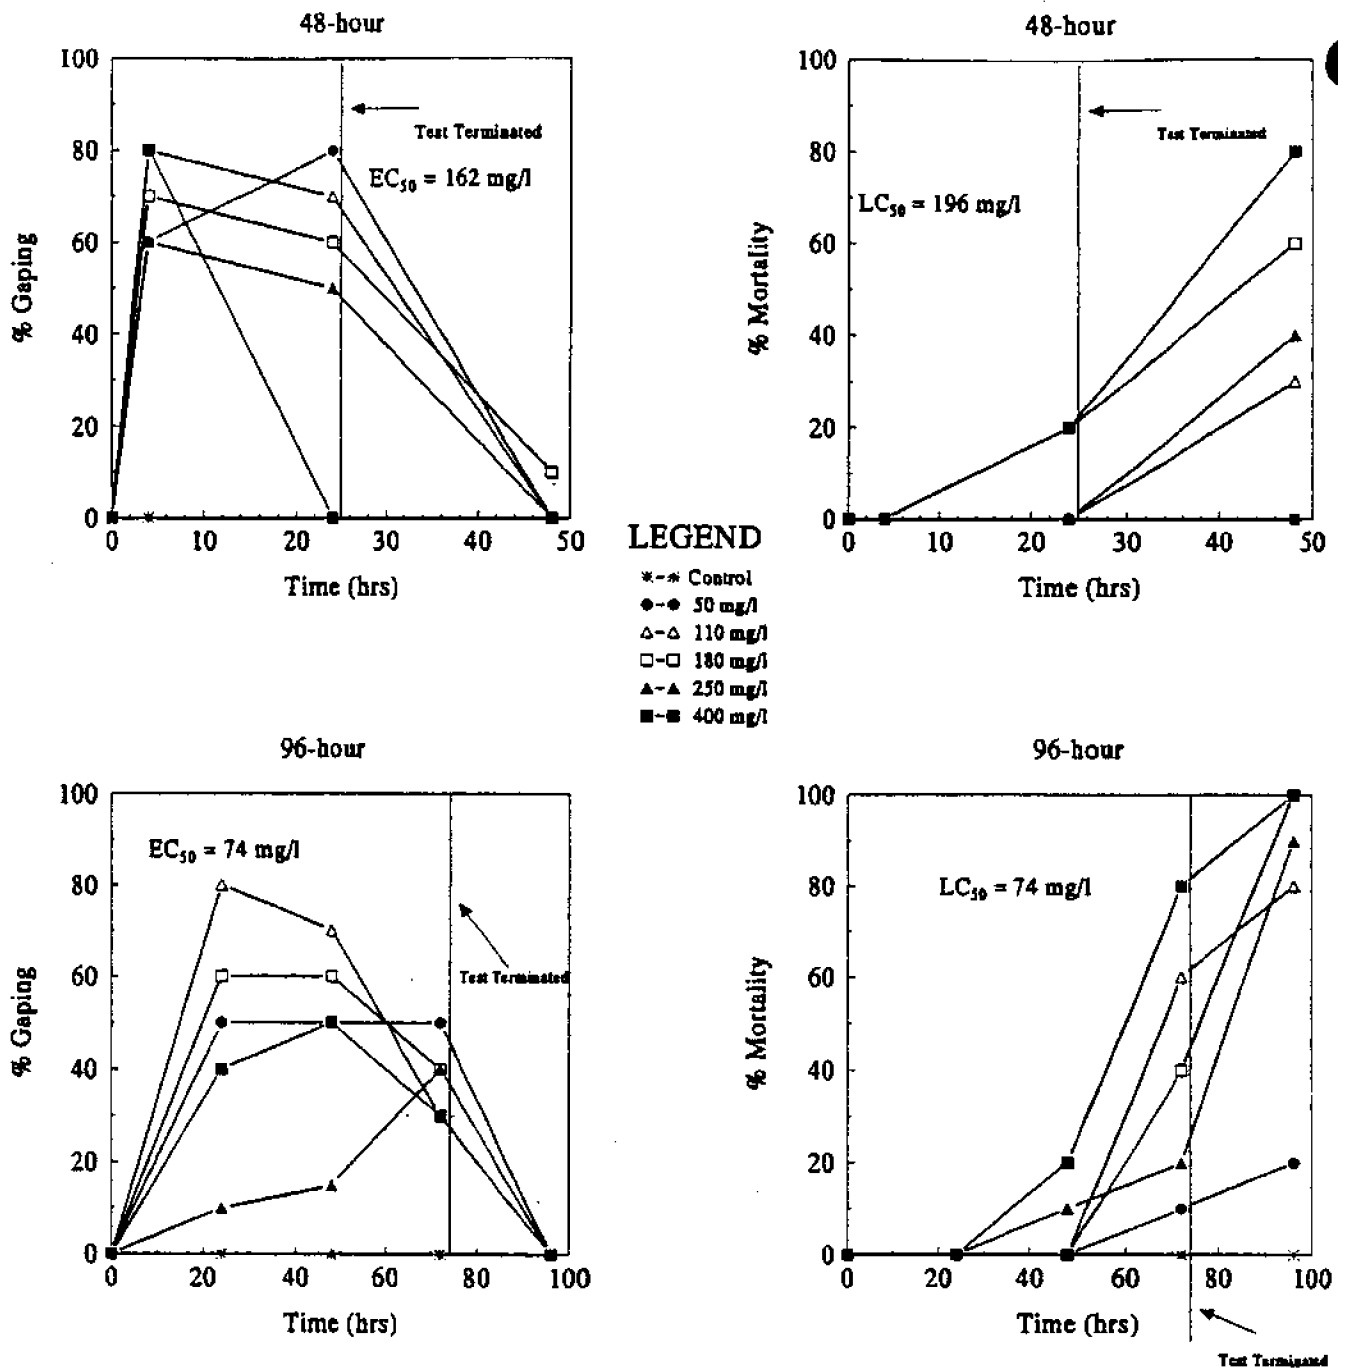 48-hour
100
80
60
40
20
0
% Gaping
Test Terminated
EC50 = 162 mg/l
0 10 20 30 40 50
Time (hrs)
48-hour
100
80
60
40
20
0
% Mortality
Test Terminated
LC50 = 196 mg/l
0 10 20 30 40 50
Time (hrs)
LEGEND
Control
50 mg/l
110 mg/l
180 mg/l
250 mg/l
400 mg/l
96-hour
100
80
60
40
20
0
% Gaping
EC50 = 74 mg/l
Test Terminated
0 20 40 60 80 100
Time (hrs)
96-hour
100
80
60
40
20
0
% Mortality
LC50 = 74 mg/l
0 20 40 60 80 100
Time (hrs)
Test Terminated